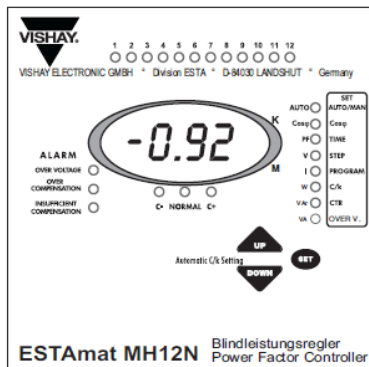 VISHAY.
1 2 3 4 5 6 7 8 9 10 11 12
VISHAY ELECTRONIC GMBH * Division ESTA * D-84030 LANDSHUT * Germany
SET
AUTO AUTO/MAN
K
Cosφ Cosφ
-0.92
PF TIME
ALARM
V STEP
OVER VOLTAGE
M
I PROGRAM
OVER
COMPENSATION
W C/k
INSUFFICIENT
COMPENSATION
C- NORMAL C+
VAr CTR
VA OVER V.
UP
Automatic C/k Setting
SET
DOWN
ESTAmat MH12N
Blindleistungsregler
Power Factor Controller